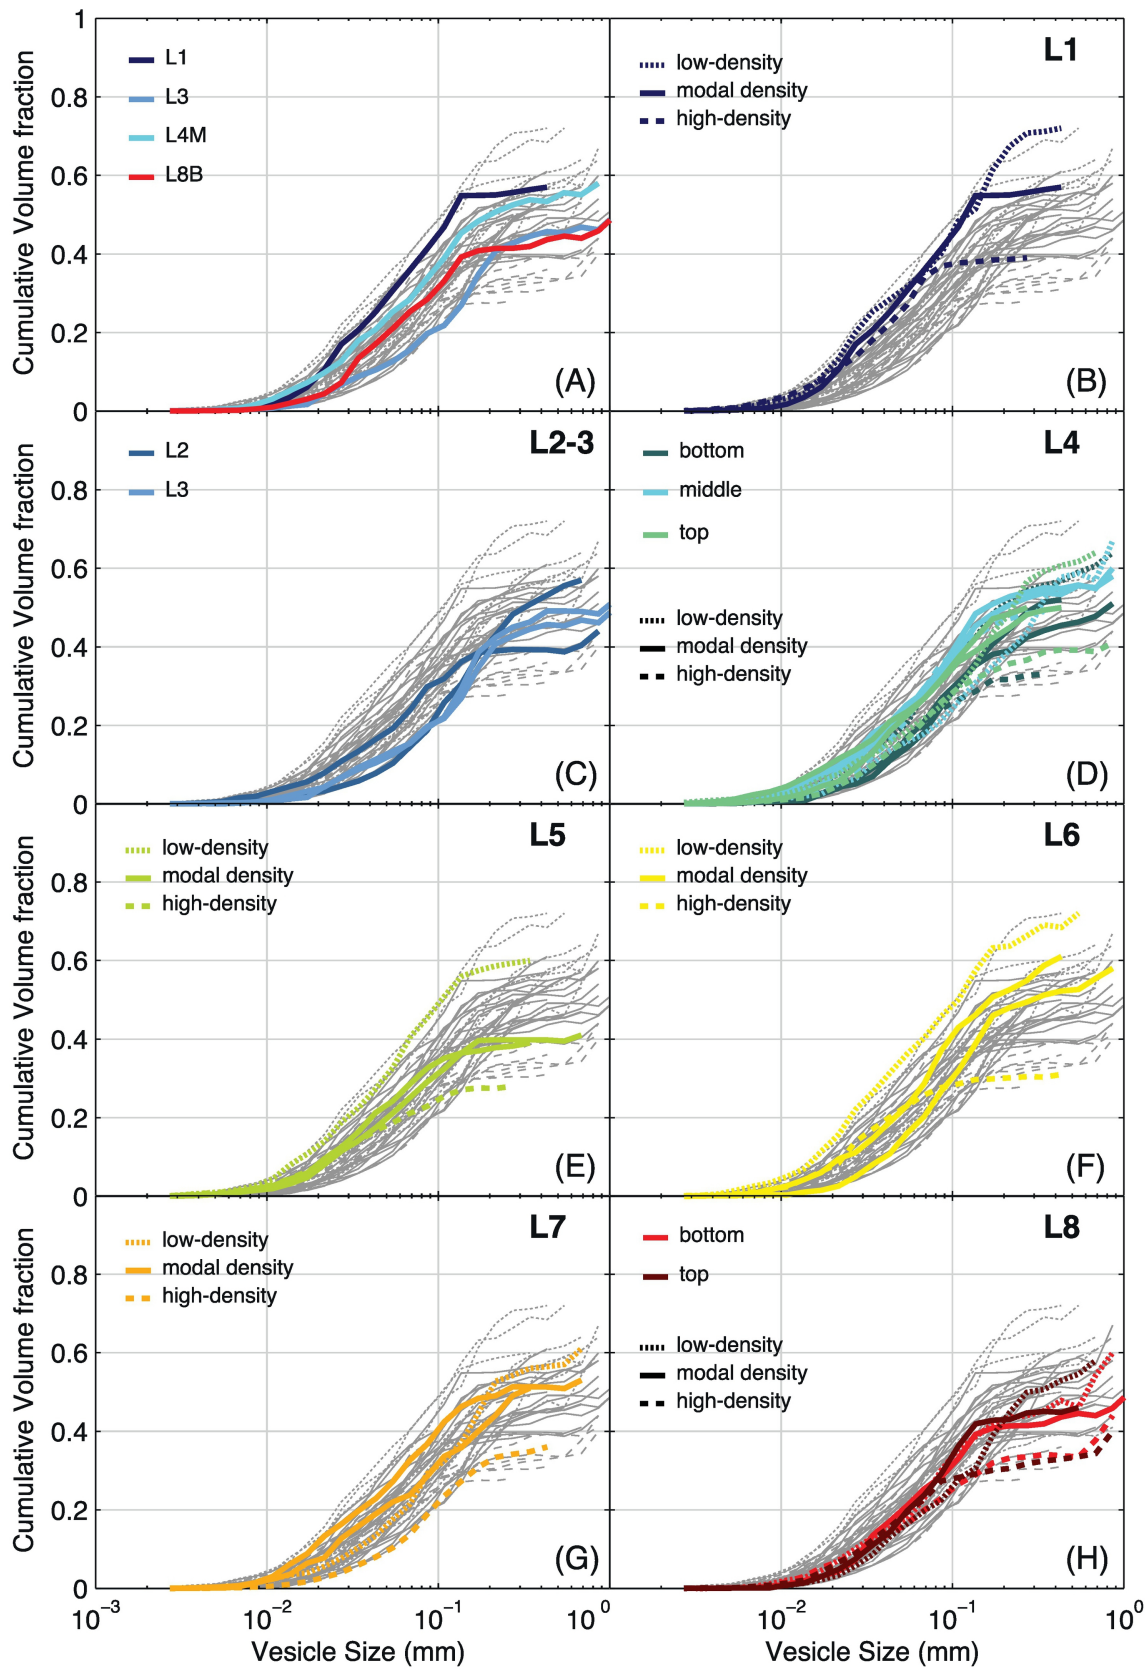 1
0.8
0.6
0.4
0.2
0
Cumulative Volume fraction
L1
L3
L4M
L8B
(A)
L1
low-density
modal density
high-density
(B)
0.8
0.6
0.4
0.2
0
Cumulative Volume fraction
L2-3
L2
L3
(C)
L4
bottom
middle
top
low-density
modal density
high-density
(D)
0.8
0.6
0.4
0.2
0
Cumulative Volume fraction
L5
low-density
modal density
high-density
(E)
L6
low-density
modal density
high-density
(F)
0.8
0.6
0.4
0.2
0
Cumulative Volume fraction
L7
low-density
modal density
high-density
(G)
L8
bottom
top
low-density
modal density
high-density
(H)
10⁻³ 10⁻² 10⁻¹ 10⁰ 10⁻² 10⁻¹ 10⁰
Vesicle Size (mm) Vesicle Size (mm)